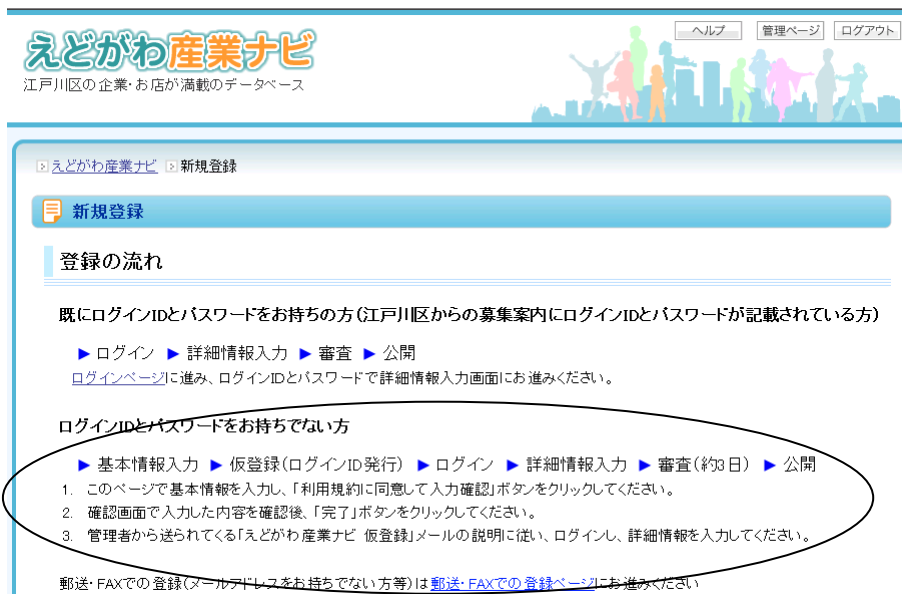 ヘルプ 管理ページ ログアウト
えどがわ産業ナビ
江戸川区の企業・お店が満載のデータベース
えどがわ産業ナビ 新規登録
新規登録
登録の流れ
既にログインIDとパスワードをお持ちの方(江戸川区からの募集案内にログインIDとパスワードが記載されている方)
▶ ログイン ▶ 詳細情報入力 ▶ 審査 ▶ 公開
ログインページに進み、ログインIDとパスワードで詳細情報入力画面にお進みください。
ログインIDとパスワードをお持ちでない方
▶ 基本情報入力 ▶ 仮登録(ログインID発行) ▶ ログイン ▶ 詳細情報入力 ▶ 審査(約3日) ▶ 公開
1. このページで基本情報を入力し、「利用規約に同意して入力確認」ボタンをクリックしてください。
2. 確認画面で入力した内容を確認後、「完了」ボタンをクリックしてください。
3. 管理者から送られてくる「えどがわ産業ナビ 仮登録」メールの説明に従い、ログインし、詳細情報を入力してください。
郵送・FAXでの登録(メールアドレスをお持ちでない方等)は郵送・FAXでの登録ページにお進みください